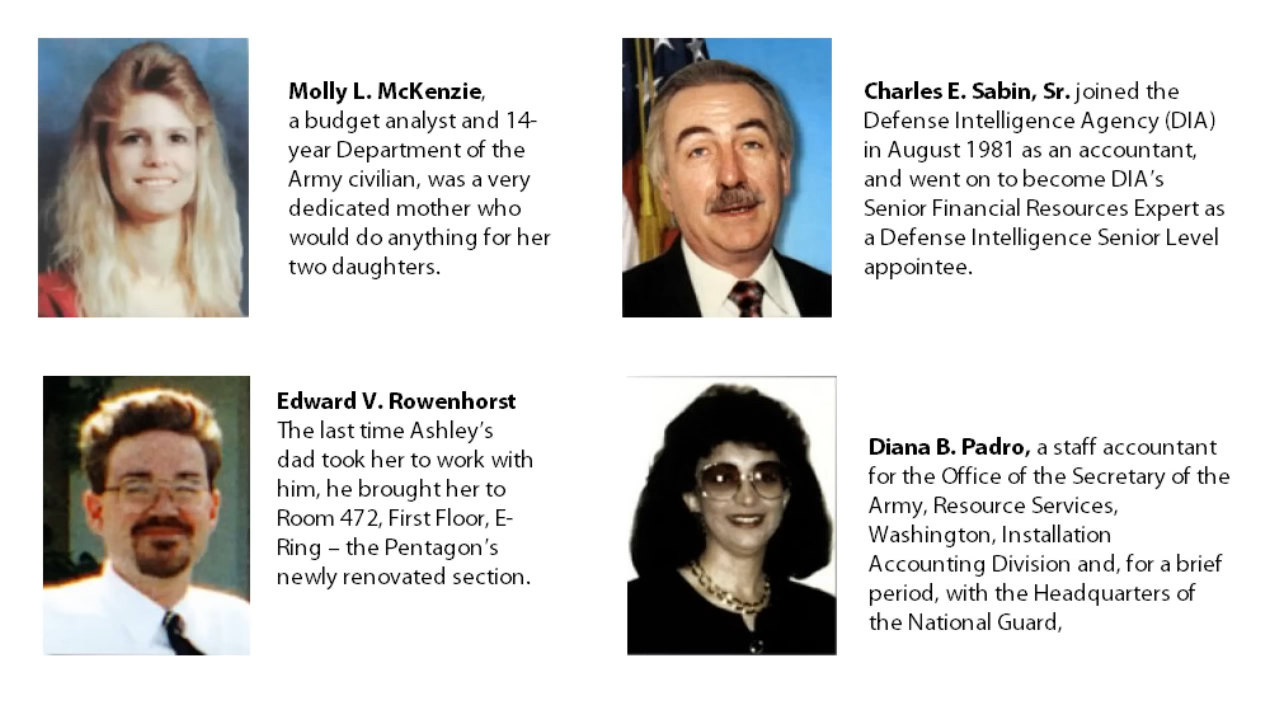 Molly L. McKenzie,
a budget analyst and 14-
year Department of the
Army civilian, was a very
dedicated mother who
would do anything for her
two daughters.
Charles E. Sabin, Sr. joined the
Defense Intelligence Agency (DIA)
in August 1981 as an accountant,
and went on to become DIA’s
Senior Financial Resources Expert as
a Defense Intelligence Senior Level
appointee.
Edward V. Rowenhorst
The last time Ashley’s
dad took her to work with
him, he brought her to
Room 472, First Floor, E-
Ring – the Pentagon’s
newly renovated section.
Diana B. Padro, a staff accountant
for the Office of the Secretary of the
Army, Resource Services,
Washington, Installation
Accounting Division and, for a brief
period, with the Headquarters of
the National Guard,